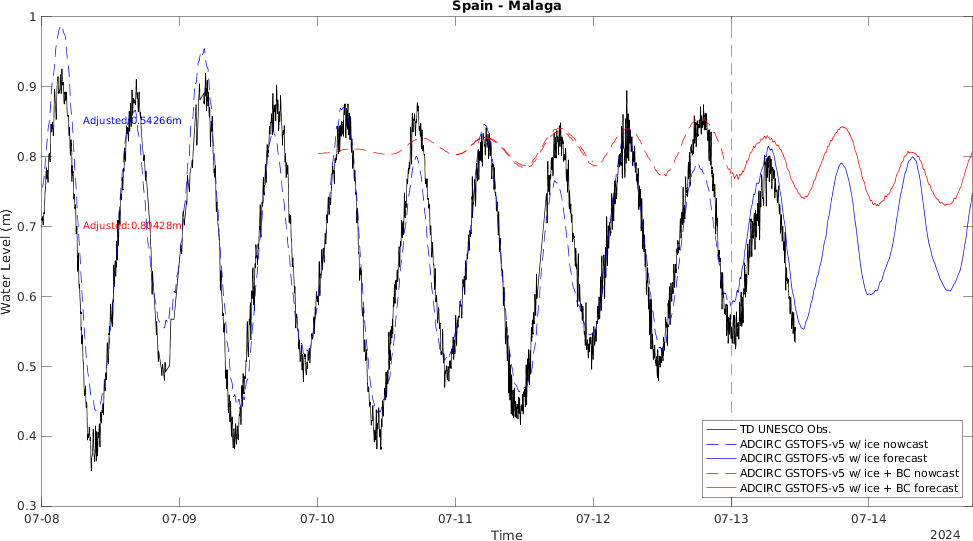 Spain - Malaga
1
0.9
0.8
0.7
0.6
0.5
0.4
0.3
Water Level (m)
Adjusted:0.54266m
Adjusted:0.80428m
TD UNESCO Obs.
ADCIRC GSTOFS-v5 w/ ice nowcast
ADCIRC GSTOFS-v5 w/ ice forecast
ADCIRC GSTOFS-v5 w/ ice + BC nowcast
ADCIRC GSTOFS-v5 w/ ice + BC forecast
07-08 07-09 07-10 07-11 07-12 07-13 07-14
Time
2024